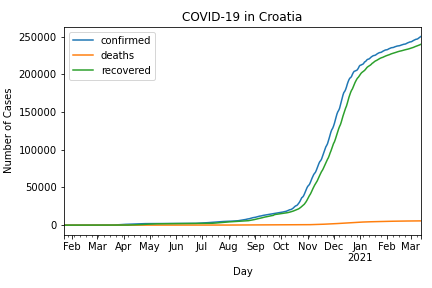 COVID-19 in Croatia
confirmed
deaths
recovered
Number of Cases
250000
200000
150000
100000
50000
0
Feb Mar Apr May Jun Jul Aug Sep Oct Nov Dec Jan Feb Mar
2021
Day